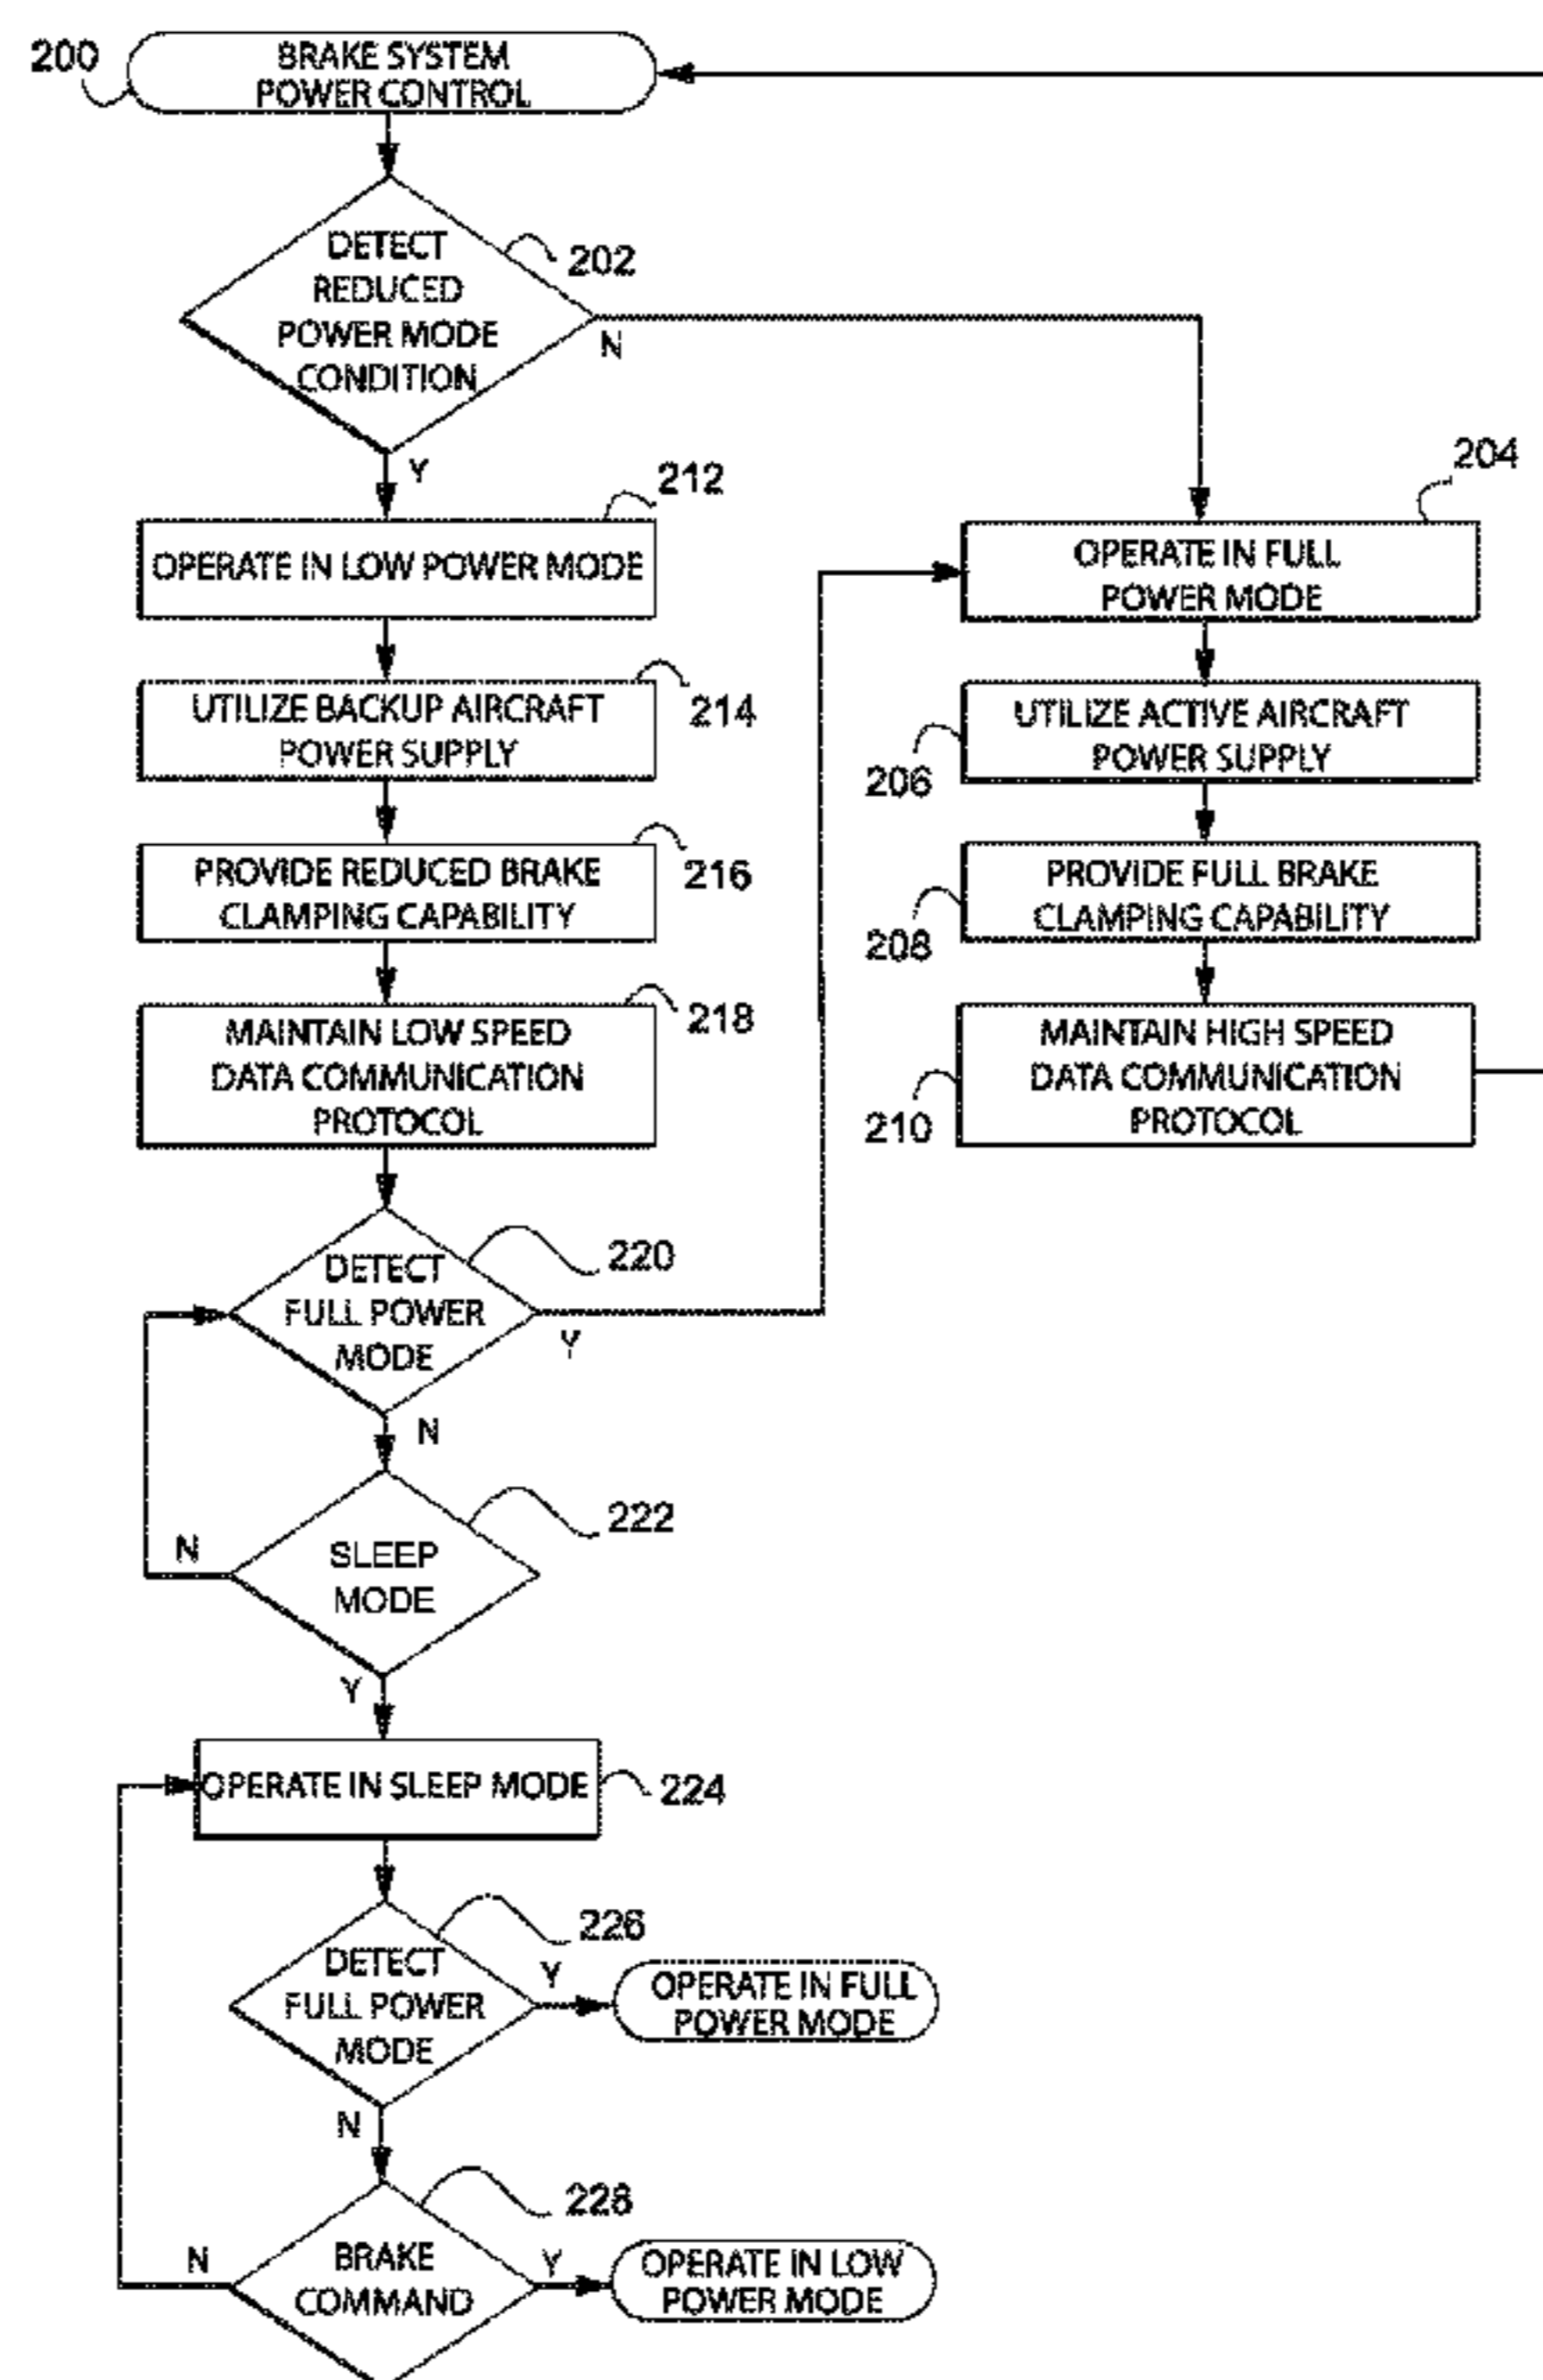 200
BRAKE SYSTEM
POWER CONTROL
DETECT
REDUCED
POWER MODE
CONDITION
202
N
Y
212
OPERATE IN LOW POWER MODE
204
OPERATE IN FULL
POWER MODE
UTILIZE BACKUP AIRCRAFT
POWER SUPPLY
214
UTILIZE ACTIVE AIRCRAFT
POWER SUPPLY
206
PROVIDE REDUCED BRAKE
CLAMPING CAPABILITY
216
PROVIDE FULL BRAKE
CLAMPING CAPABILITY
208
MAINTAIN LOW SPEED
DATA COMMUNICATION
PROTOCOL
218
MAINTAIN HIGH SPEED
DATA COMMUNICATION
PROTOCOL
210
DETECT
FULL POWER
MODE
220
Y
N
SLEEP
MODE
222
N
Y
OPERATE IN SLEEP MODE
224
DETECT
FULL POWER
MODE
226
Y
OPERATE IN FULL
POWER MODE
N
BRAKE
COMMAND
228
N
Y
OPERATE IN LOW
POWER MODE